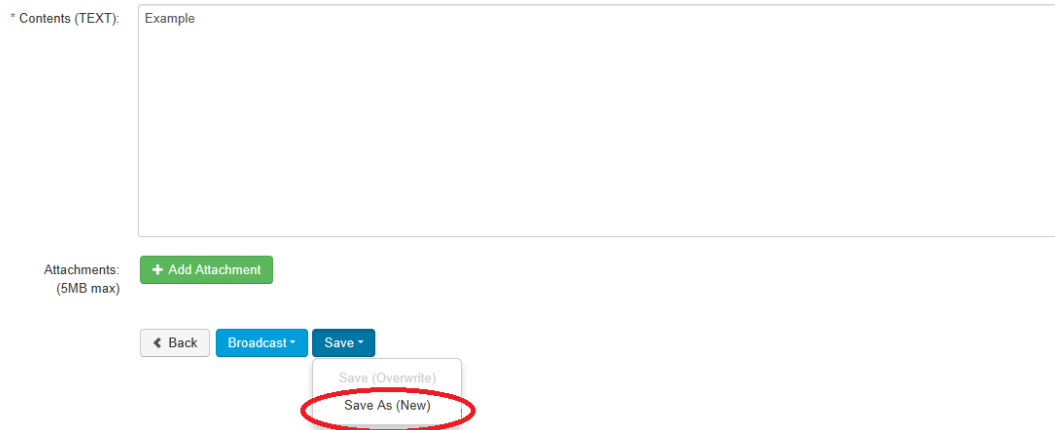 * Contents (TEXT):
Example
Attachments:
(5MB max)
+ Add Attachment
Back
Broadcast
Save
Save (Overwrite)
Save As (New)